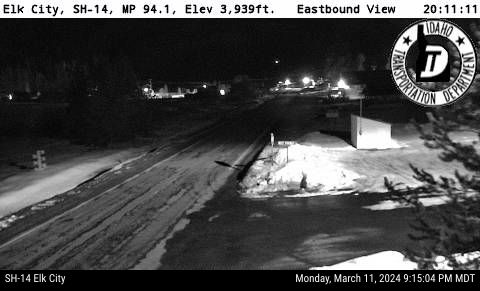 Elk City, SH-14, MP 94.1, Elev 3,939ft. Eastbound View 20:11:11
IDAHO
TRANSPORTATION DEPARTMENT
SH-14 Elk City Monday, March 11, 2024 9:15:04 PM MDT